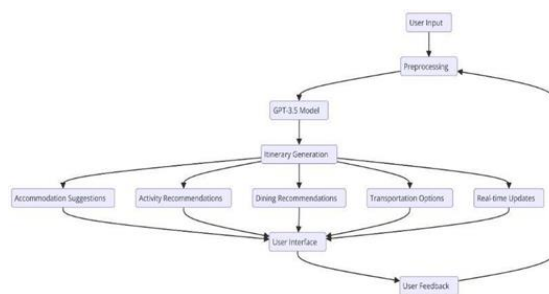 User Input
Preprocessing
GPT-3.5 Model
Itinerary Generation
Accommodation Suggestions
Activity Recommendations
Dining Recommendations
Transportation Options
Real-time Updates
User Interface
User Feedback